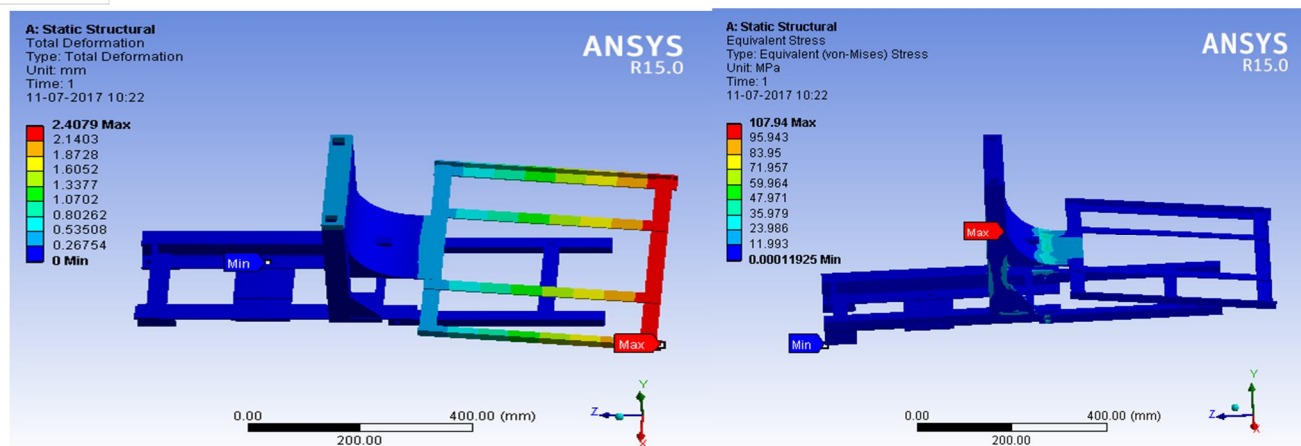 A: Static Structural
Total Deformation
Type: Total Deformation
Unit: mm
Time: 1
11-07-2017 10:22
ANSYS
R15.0
2.4079 Max
2.1403
1.8728
1.6052
1.3377
1.0702
0.80262
0.53508
0.26754
0 Min
Min
Max
Y
Z
X
0.00
400.00 (mm)
200.00
A: Static Structural
Equivalent Stress
Type: Equivalent (von-Mises) Stress
Unit: MPa
Time: 1
11-07-2017 10:22
ANSYS
R15.0
107.94 Max
95.943
83.95
71.957
59.964
47.971
35.979
23.986
11.993
0.00011925 Min
Max
Min
Y
Z
X
0.00
400.00 (mm)
200.00